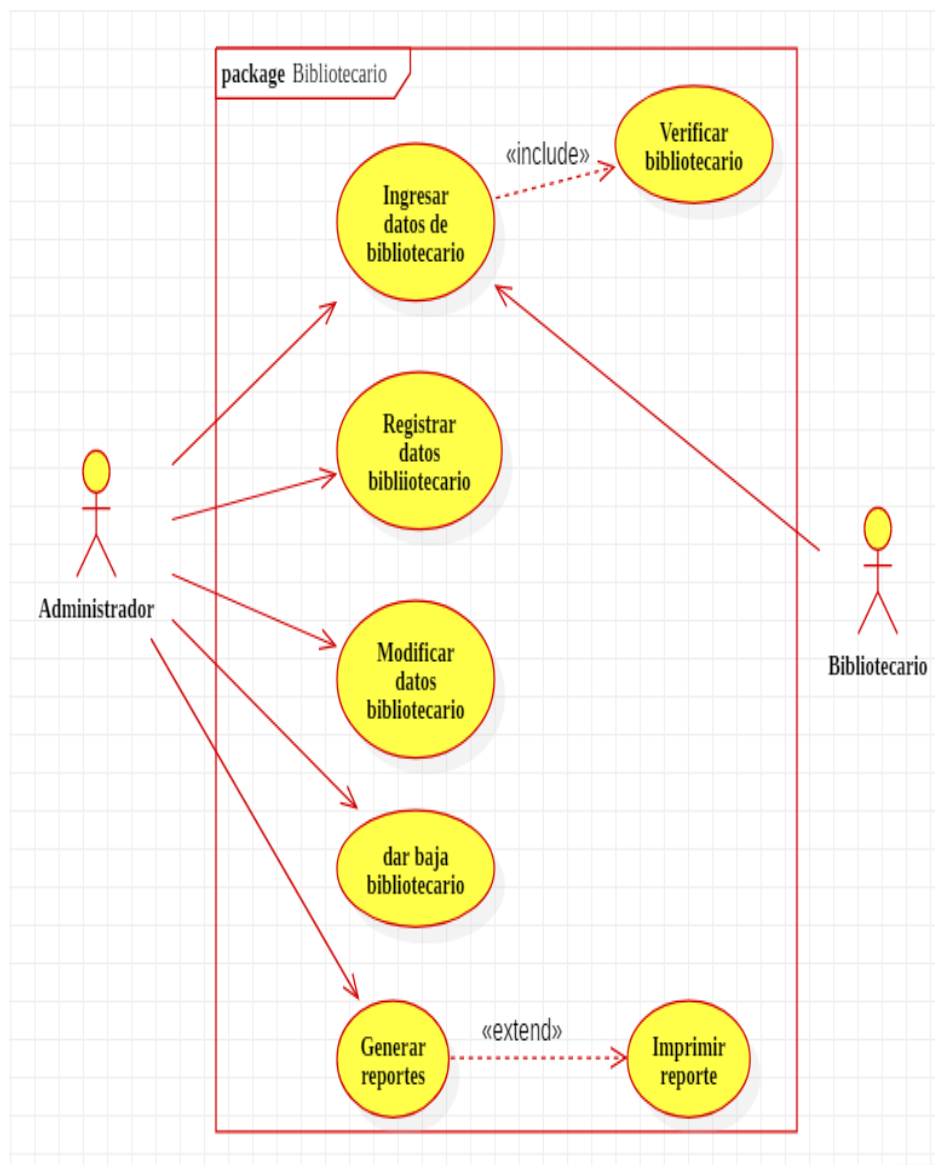 package Bibliotecario
Verificar
bibliotecario
«include»
Ingresar
datos de
bibliotecario
Registrar
datos
bibliiotecario
Administrador
Bibliotecario
Modificar
datos
bibliotecario
dar baja
bibliotecario
Generar
reportes
«extend»
Imprimir
reporte